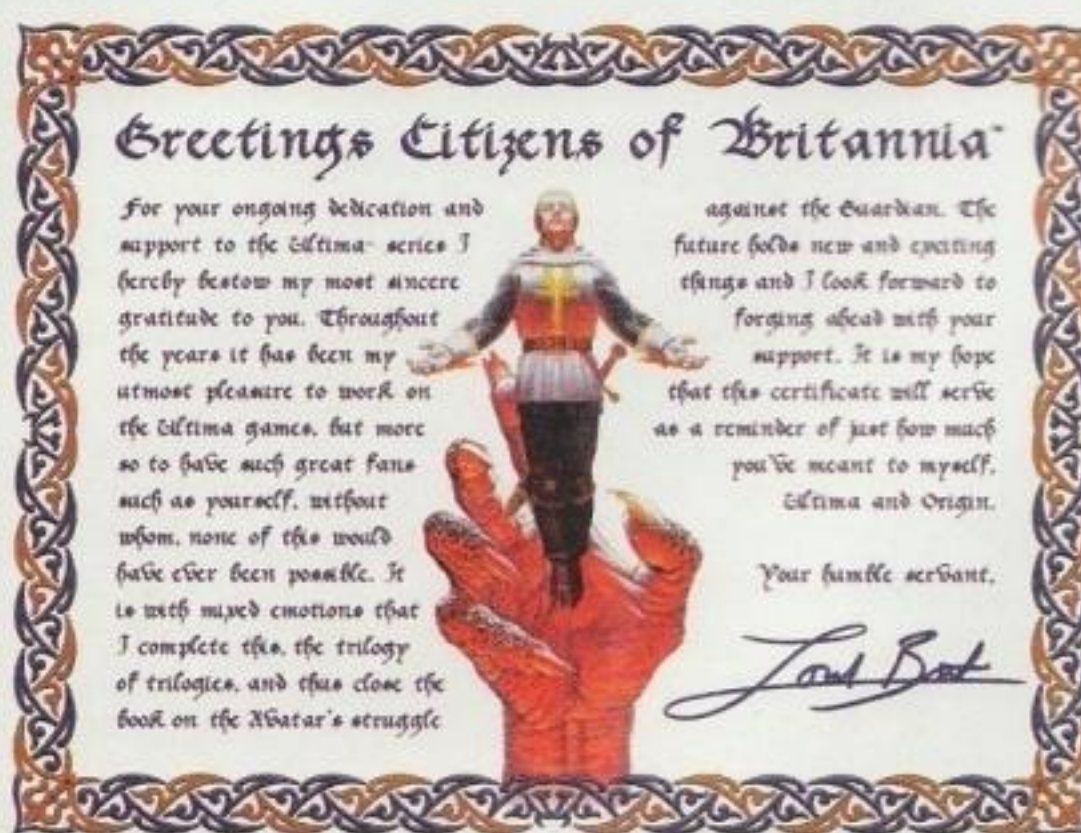 Greetings Citizens of Britannia™
For your ongoing dedication and
support to the Ultima™ series I
hereby bestow my most sincere
gratitude to you. Throughout
the years it has been my
utmost pleasure to work on
the Ultima games, but more
so to have such great fans
such as yourself, without
whom, none of this would
have ever been possible. It
is with mixed emotions that
I complete this, the trilogy
of trilogies, and thus close the
book on the Avatar's struggle
against the Guardian. The
future holds new and exciting
things and I look forward to
forging ahead with your
support. It is my hope
that this certificate will serve
as a reminder of just how much
you've meant to myself,
Ultima and Origin.
Your humble servant,
Lord Brit